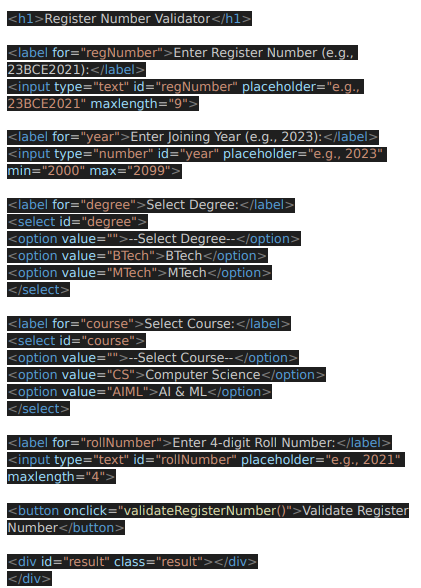 <h1>Register Number Validator</h1>
<label for="regNumber">Enter Register Number (e.g.,
23BCE2021):</label>
<input type="text" id="regNumber" placeholder="e.g.,
23BCE2021" maxlength="9">
<label for="year">Enter Joining Year (e.g., 2023):</label>
<input type="number" id="year" placeholder="e.g., 2023"
min="2000" max="2099">
<label for="degree">Select Degree:</label>
<select id="degree">
<option value="">--Select Degree--</option>
<option value="BTech">BTech</option>
<option value="MTech">MTech</option>
</select>
<label for="course">Select Course:</label>
<select id="course">
<option value="">--Select Course--</option>
<option value="CS">Computer Science</option>
<option value="AIML">AI & ML</option>
</select>
<label for="rollNumber">Enter 4-digit Roll Number:</label>
<input type="text" id="rollNumber" placeholder="e.g., 2021"
maxlength="4">
<button onclick="validateRegisterNumber()">Validate Register
Number</button>
<div id="result" class="result"></div>
</div>